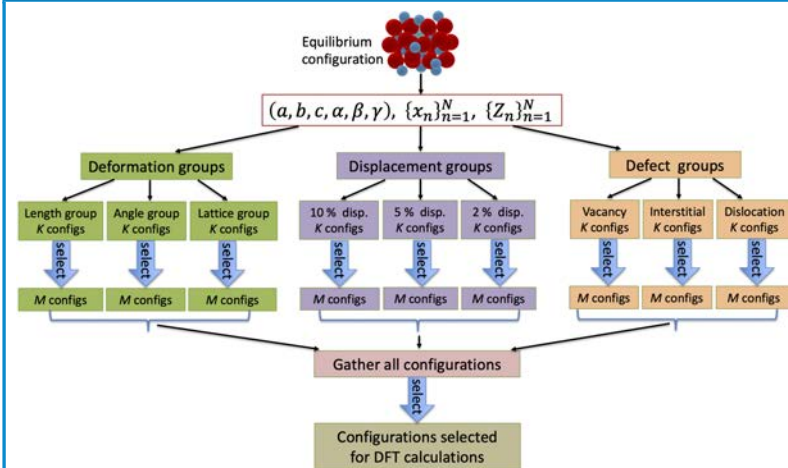 Equilibrium
configuration
(a, b, c, α, β, γ), {x_n}_{n=1}^N, {Z_n}_{n=1}^N
Deformation groups
Displacement groups
Defect groups
Length group
K configs
Angle group
K configs
Lattice group
K configs
10 % disp.
K configs
5 % disp.
K configs
2 % disp.
K configs
Vacancy
K configs
Interstitial
K configs
Dislocation
K configs
select
select
select
select
select
select
select
select
select
M configs
M configs
M configs
M configs
M configs
M configs
M configs
M configs
M configs
Gather all configurations
select
Configurations selected
for DFT calculations